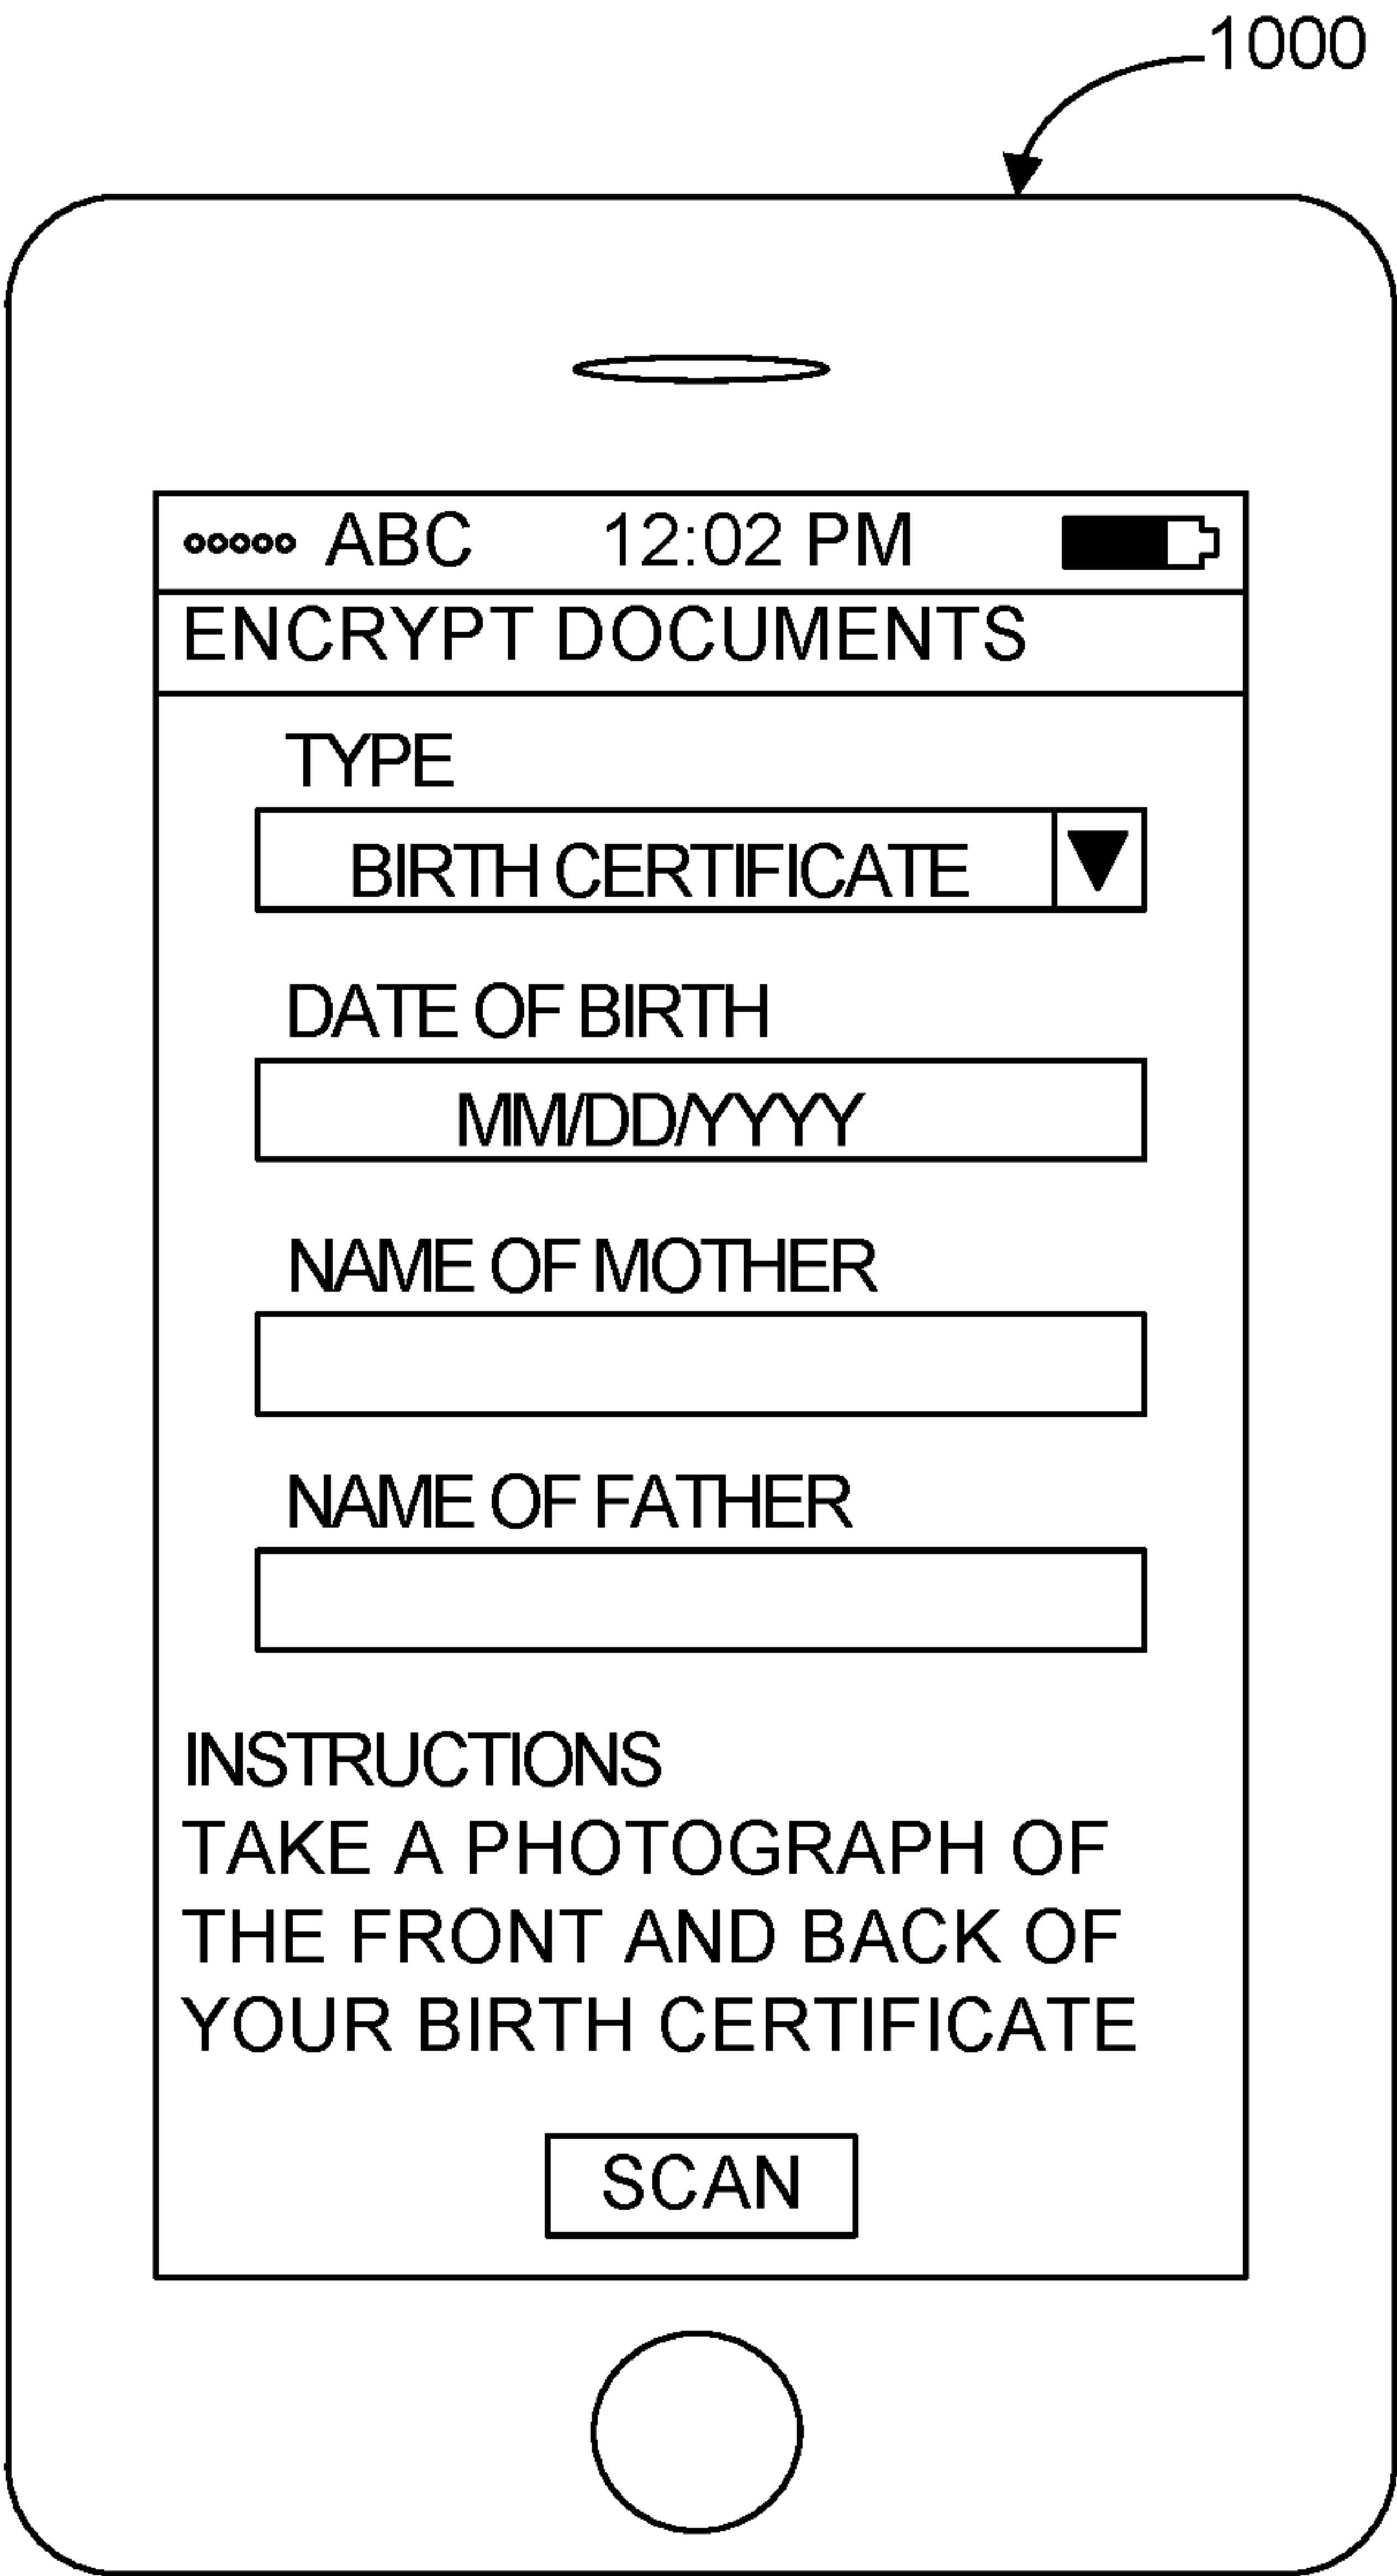 1000
ABC 12:02 PM
ENCRYPT DOCUMENTS
TYPE
BIRTH CERTIFICATE
DATE OF BIRTH
MM/DD/YYYY
NAME OF MOTHER
NAME OF FATHER
INSTRUCTIONS
TAKE A PHOTOGRAPH OF
THE FRONT AND BACK OF
YOUR BIRTH CERTIFICATE
SCAN